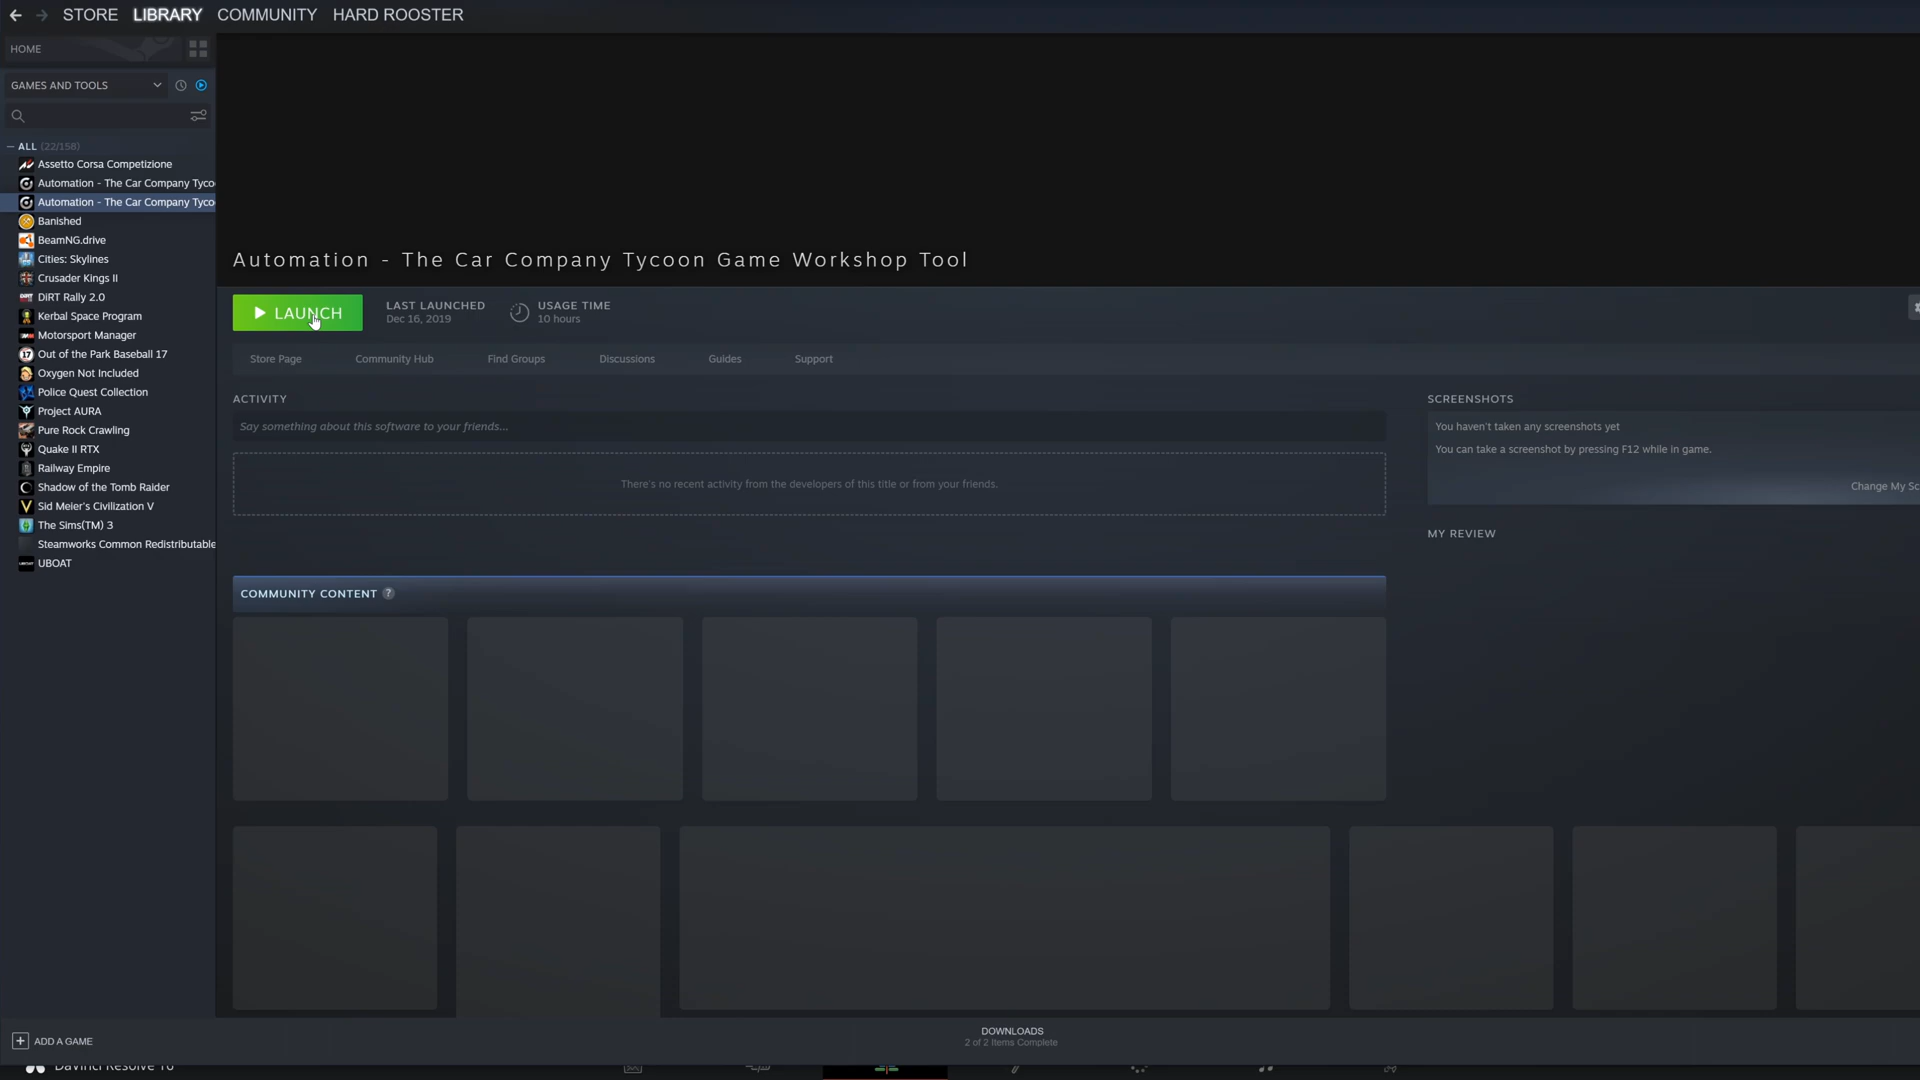 STORE LIBRARY COMMUNITY HARD ROOSTER
HOME
GAMES AND TOOLS
ALL (22/158)
Assetto Corsa Competizione
Automation - The Car Company Tyco
Automation - The Car Company Tyco
Banished
BeamNG.drive
Cities: Skylines
Crusader Kings II
DiRT Rally 2.0
Kerbal Space Program
Motorsport Manager
Out of the Park Baseball 17
Oxygen Not Included
Police Quest Collection
Project AURA
Pure Rock Crawling
Quake II RTX
Railway Empire
Shadow of the Tomb Raider
Sid Meier's Civilization V
The Sims(TM) 3
Steamworks Common Redistributable
UBOAT
Automation - The Car Company Tycoon Game Workshop Tool
LAUNCH
LAST LAUNCHED
Dec 16, 2019
USAGE TIME
10 hours
Store Page Community Hub Find Groups Discussions Guides Support
ACTIVITY
Say something about this software to your friends...
There's no recent activity from the developers of this title or from your friends.
SCREENSHOTS
You haven't taken any screenshots yet
You can take a screenshot by pressing F12 while in game.
Change My Sc
MY REVIEW
COMMUNITY CONTENT ?
ADD A GAME
DOWNLOADS
2 of 2 Items Complete
DaVinci Resolve 16